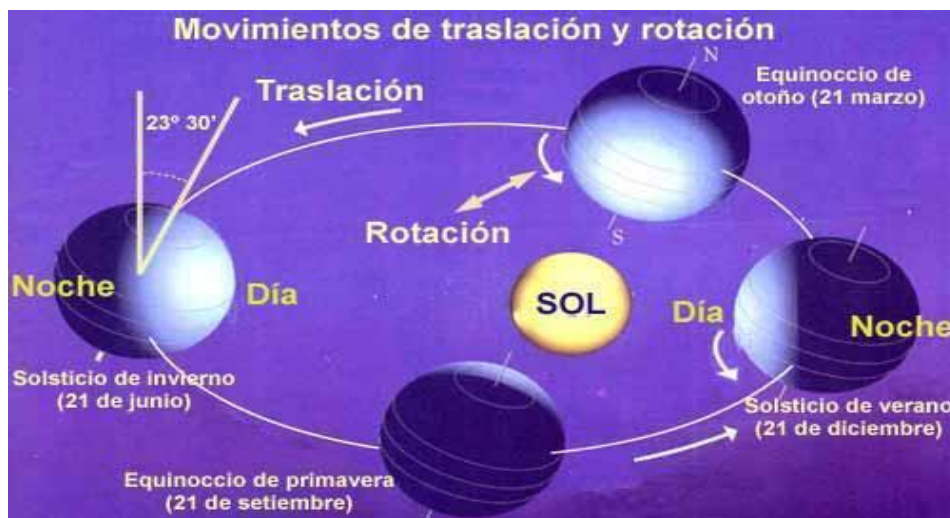 Movimientos de traslación y rotación
N
Equinoccio de
otoño (21 marzo)
Traslación
23º 30'
Rotación
S
Noche
Día
SOL
Día
Noche
Solsticio de invierno
(21 de junio)
Solsticio de verano
(21 de diciembre)
Equinoccio de primavera
(21 de setiembre)